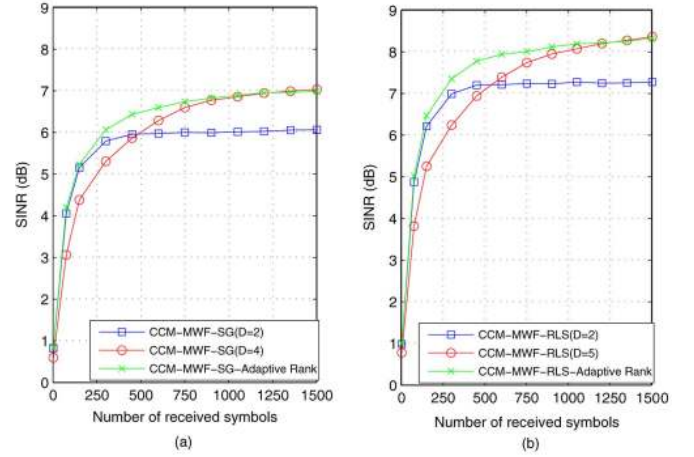 9
8
7
6
5
4
3
2
1
0
SINR (dB)
CCM-MWF-SG(D=2)
CCM-MWF-SG(D=4)
CCM-MWF-SG-Adaptive Rank
0 250 500 750 1000 1250 1500
Number of received symbols
(a)
9
8
7
6
5
4
3
2
1
0
SINR (dB)
CCM-MWF-RLS(D=2)
CCM-MWF-RLS(D=5)
CCM-MWF-RLS-Adaptive Rank
0 250 500 750 1000 1250 1500
Number of received symbols
(b)